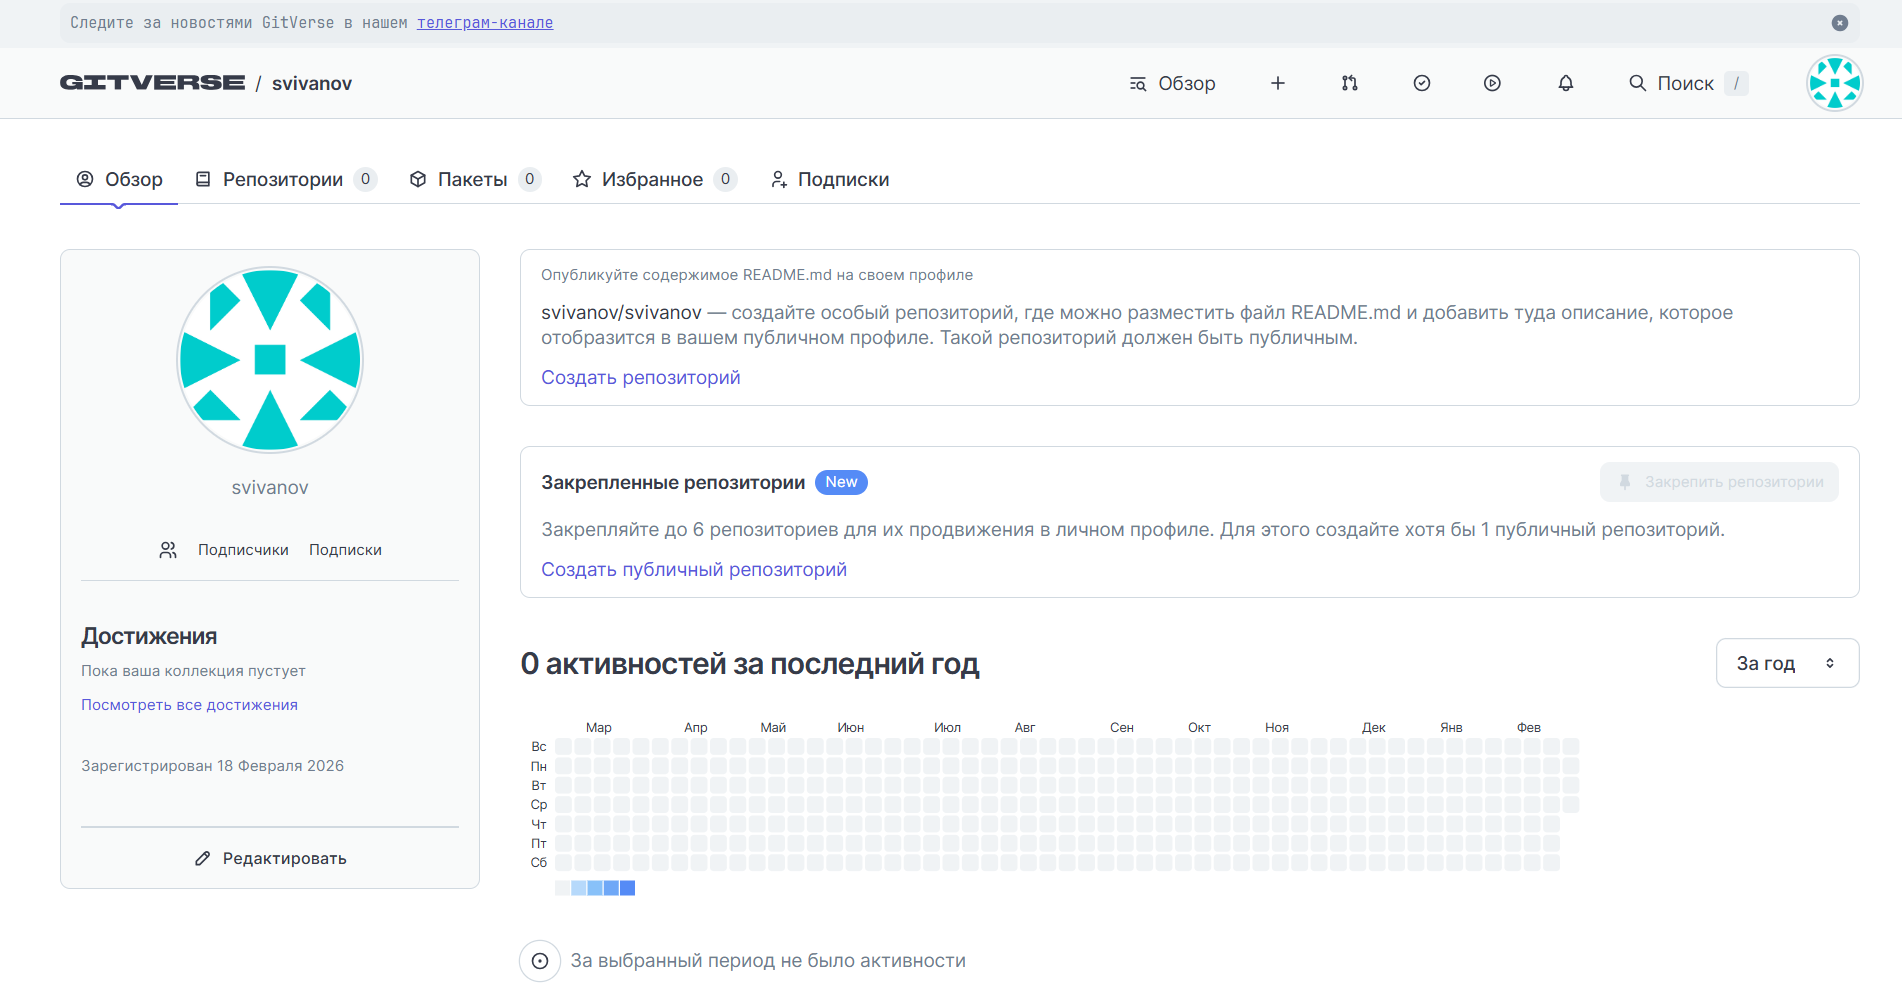 Следите за новостями GitVerse в нашем телеграм-канале
GITVERSE / svivanov
Обзор
Поиск /
Обзор
Репозитории 0
Пакеты 0
Избранное 0
Подписки
svivanov
Подписчики Подписки
Достижения
Пока ваша коллекция пустует
Посмотреть все достижения
Зарегистрирован 18 Февраля 2026
Редактировать
Опубликуйте содержимое README.md на своем профиле
svivanov/svivanov — создайте особый репозиторий, где можно разместить файл README.md и добавить туда описание, которое
отобразится в вашем публичном профиле. Такой репозиторий должен быть публичным.
Создать репозиторий
Закрепленные репозитории New
Закрепить репозитории
Закрепляйте до 6 репозиториев для их продвижения в личном профиле. Для этого создайте хотя бы 1 публичный репозиторий.
Создать публичный репозиторий
0 активностей за последний год
За год
Мар Апр Май Июн Июл Авг Сен Окт Ноя Дек Янв Фев
Вс
Пн
Вт
Ср
Чт
Пт
Сб
За выбранный период не было активности